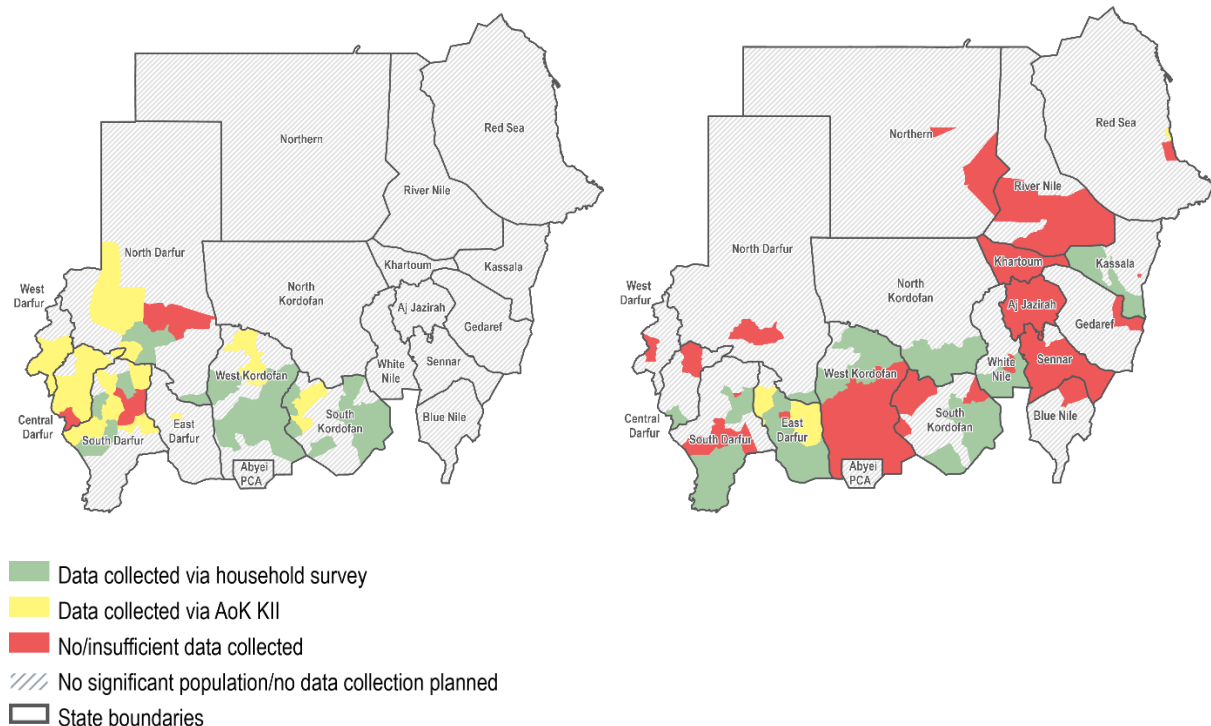 Northern
Red Sea
River Nile
North Darfur
West
Darfur
Khartoum
Kassala
North
Kordofan
Aj Jazirah
Gedaref
West Kordofan
White
Nile
Sennar
Central
Darfur
South Darfur
East
Darfur
South
Kordofan
Blue Nile
Abyei
PCA
Northern
Red Sea
River Nile
North Darfur
West
Darfur
Khartoum
Kassala
North
Kordofan
Aj Jazirah
Gedaref
West Kordofan
White
Nile
Sennar
Central
Darfur
South Darfur
East
Darfur
South
Kordofan
Blue Nile
Abyei
PCA
Data collected via household survey
Data collected via AoK KII
No/insufficient data collected
No significant population/no data collection planned
State boundaries